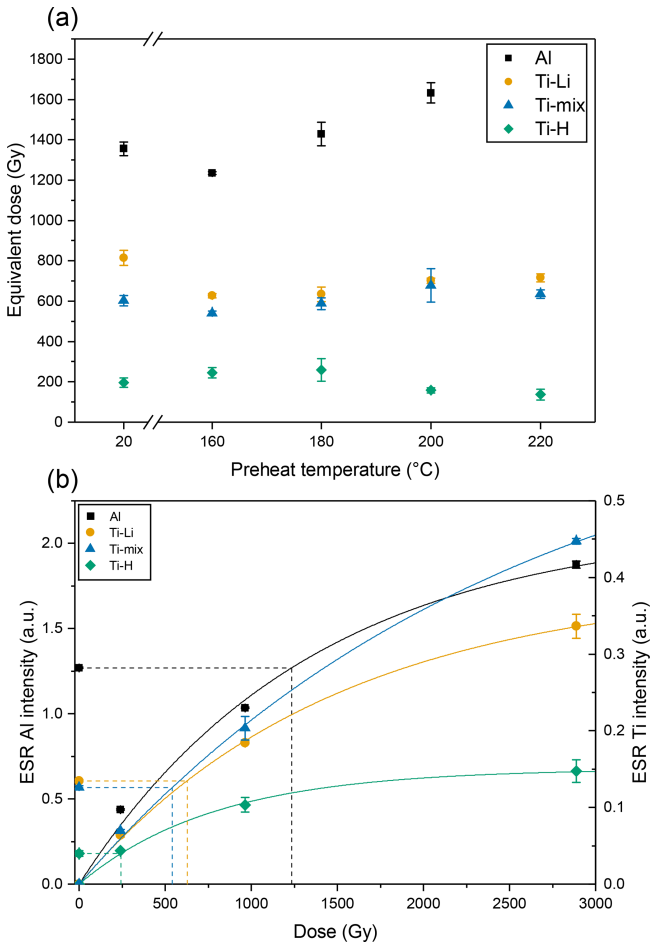 (a)
1800
1600
1400
1200
1000
800
600
400
200
0
Equivalent dose (Gy)
Al
Ti-Li
Ti-mix
Ti-H
20 160 180 200 220
Preheat temperature (°C)
(b)
2.0
1.5
1.0
0.5
0.0
ESR Al intensity (a.u.)
Al
Ti-Li
Ti-mix
Ti-H
0.5
0.4
0.3
0.2
0.1
0.0
ESR Ti intensity (a.u.)
0 500 1000 1500 2000 2500 3000
Dose (Gy)